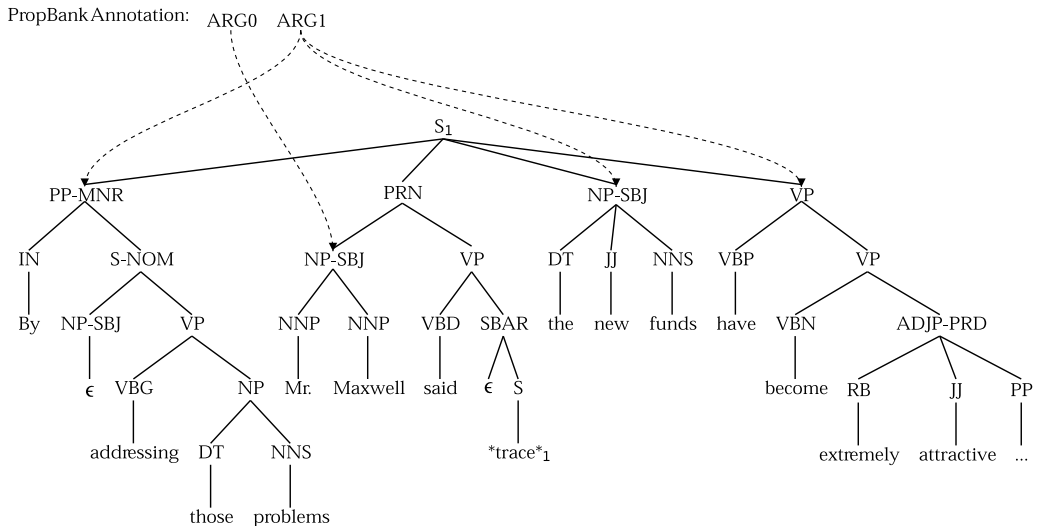 PropBank Annotation: ARG0 ARG1
S1
PP-MNR PRN NP-SBJ VP
IN S-NOM NP-SBJ VP DT JJ NNS VBP VP
By NP-SBJ VP NNP NNP VBD SBAR the new funds have VBN ADJP-PRD
ϵ VBG NP Mr. Maxwell said ϵ S become RB JJ PP
addressing DT NNS *trace*1 extremely attractive ...
those problems